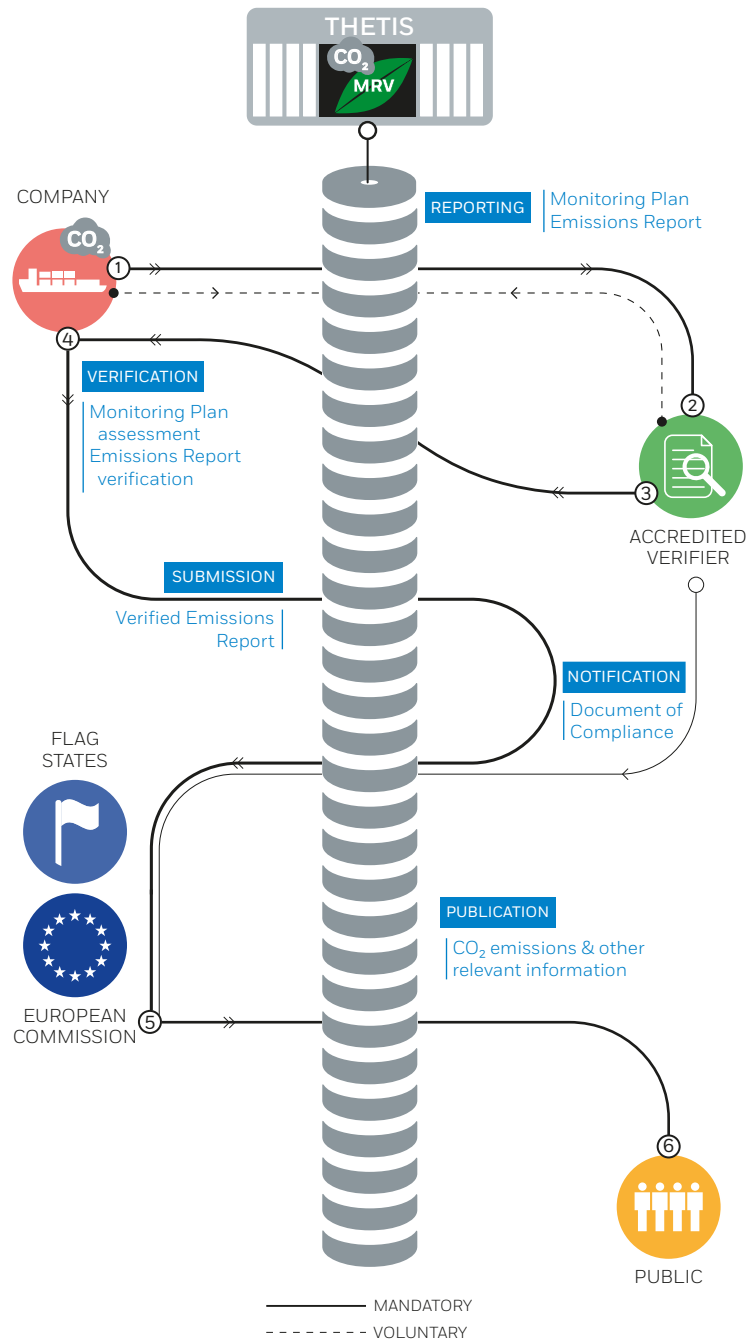 THETIS
CO₂
MRV
COMPANY
CO₂
REPORTING
Monitoring Plan
Emissions Report
1
4
VERIFICATION
Monitoring Plan
assessment
Emissions Report
verification
2
3
ACCREDITED
VERIFIER
SUBMISSION
Verified Emissions
Report
NOTIFICATION
Document of
Compliance
FLAG
STATES
PUBLICATION
CO₂ emissions & other
relevant information
EUROPEAN
COMMISSION
5
6
PUBLIC
MANDATORY
VOLUNTARY